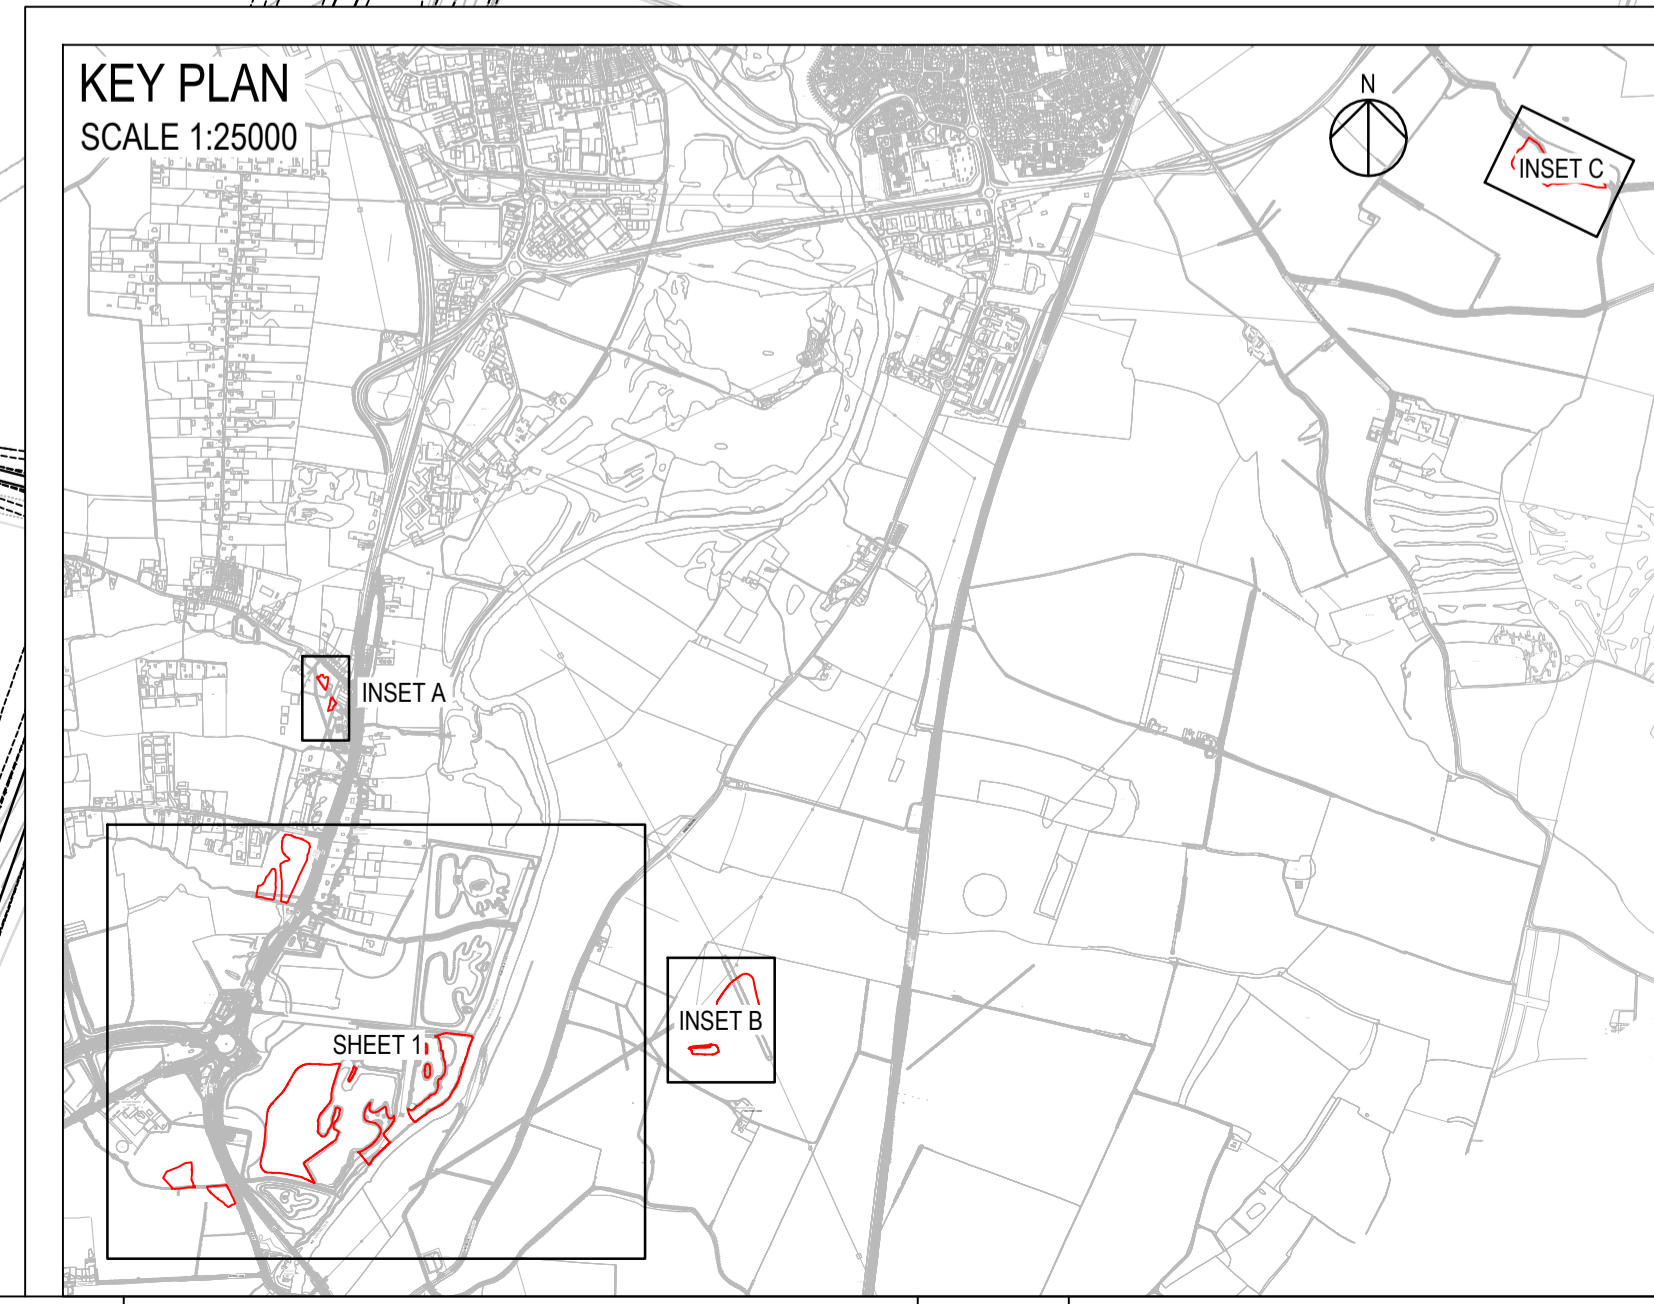 KEY PLAN
SCALE 1:25000
N
INSET C
INSET A
INSET B
SHEET 1